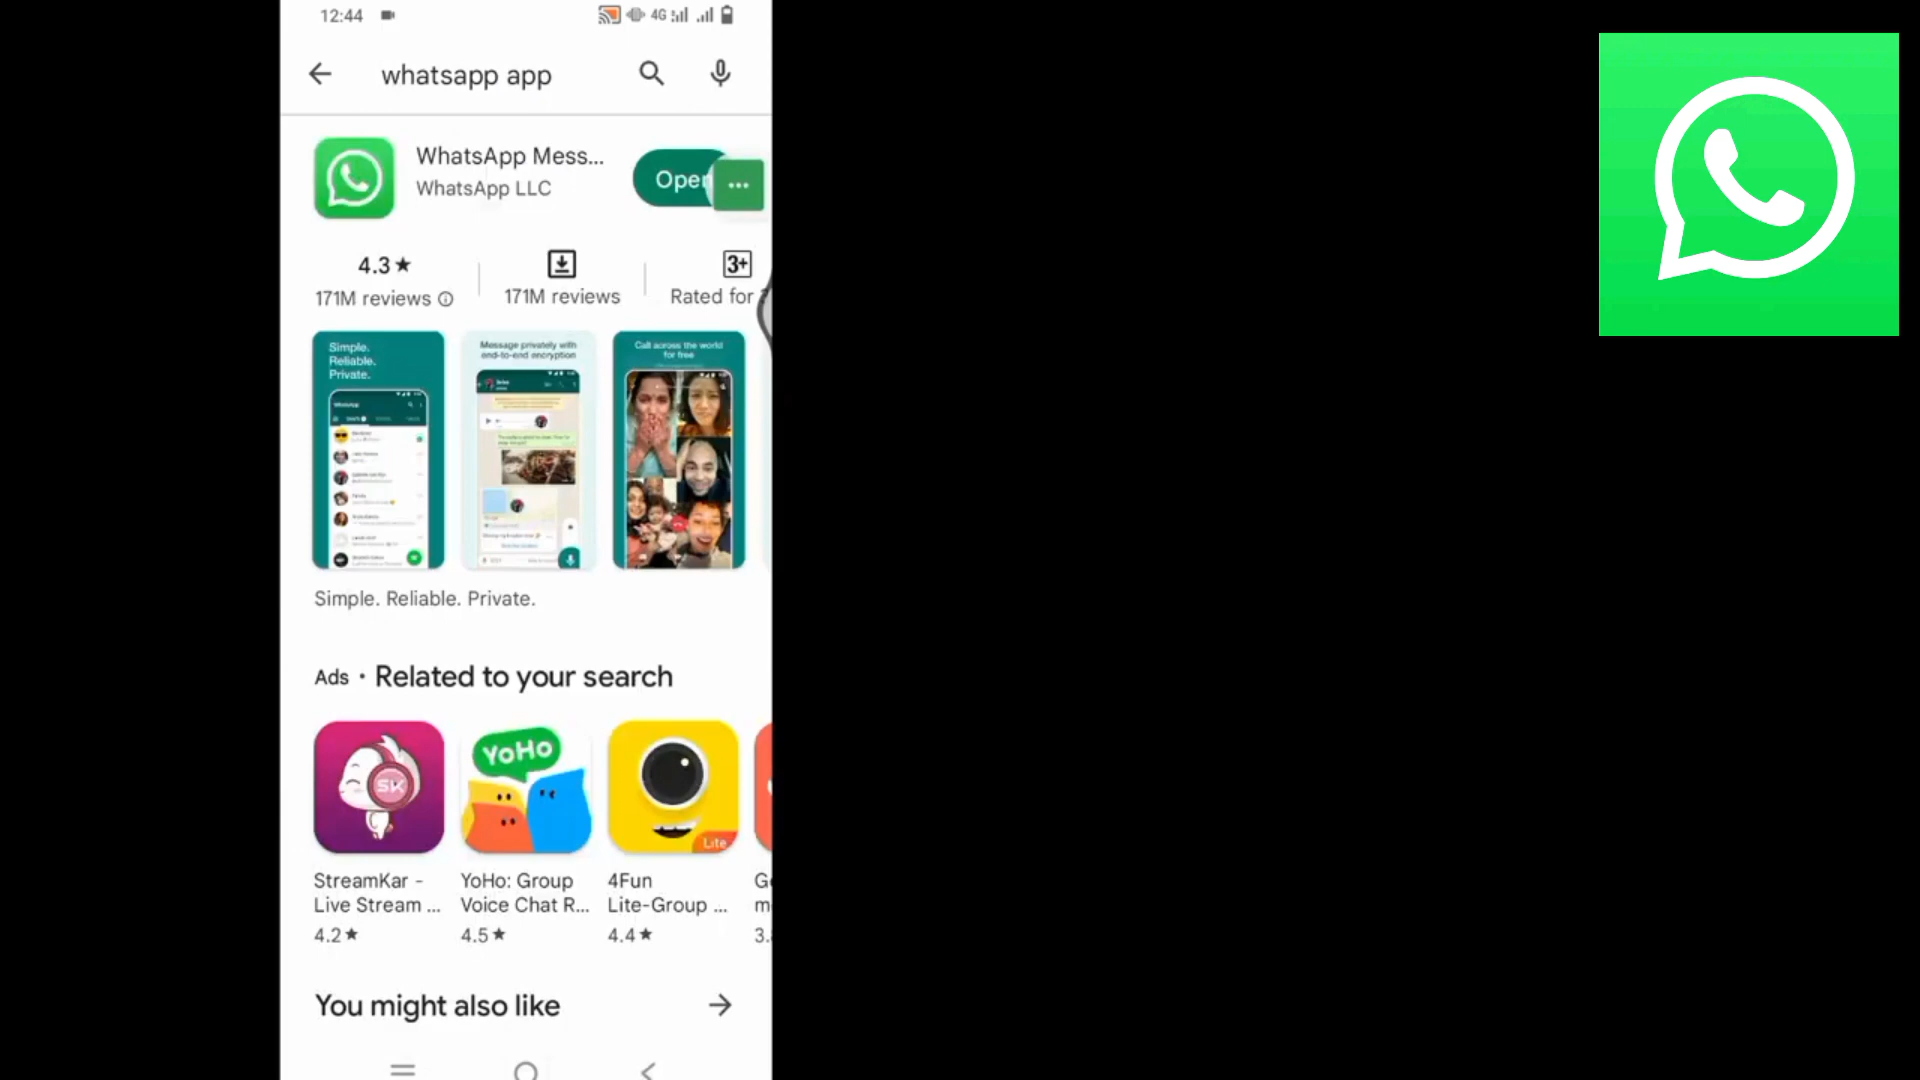 12:44
4G
whatsapp app
WhatsApp Mess...
WhatsApp LLC
Open
...
4.3★
171M reviews
171M reviews
3+
Rated for
Simple.
Reliable.
Private.
Message privately with
end-to-end encryption
Call across the world
for free
WhatsApp
Simple. Reliable. Private.
Ads • Related to your search
SK
YoHo
Lite
StreamKar -
Live Stream ...
4.2★
YoHo: Group
Voice Chat R...
4.5★
4Fun
Lite-Group ...
4.4★
You might also like